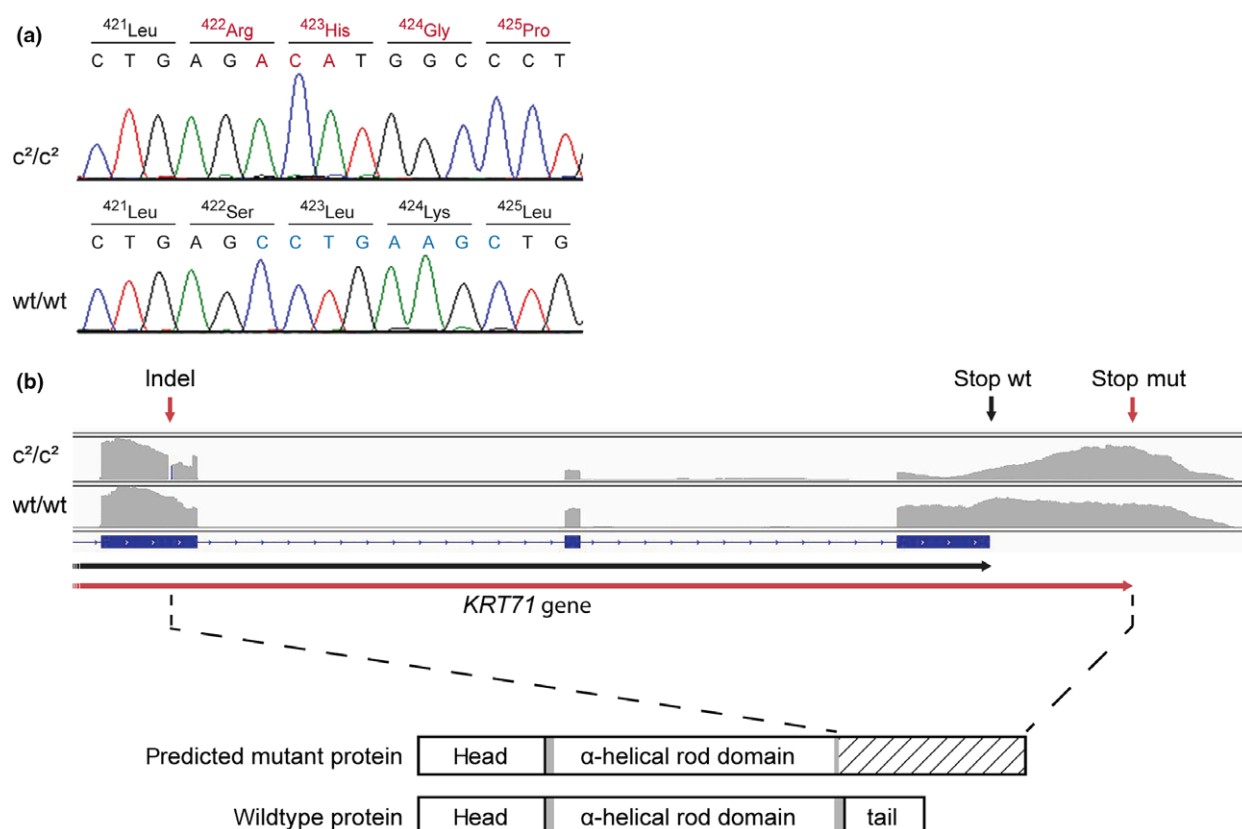 (a)
⁴²¹Leu ⁴²²Arg ⁴²³His ⁴²⁴Gly ⁴²⁵Pro
C T G A G A C A T G G C C C T
c²/c²
⁴²¹Leu ⁴²²Ser ⁴²³Leu ⁴²⁴Lys ⁴²⁵Leu
C T G A G C C T G A A G C T G
wt/wt
(b)
Indel Stop wt Stop mut
c²/c²
wt/wt
KRT71 gene
Predicted mutant protein Head α-helical rod domain
Wildtype protein Head α-helical rod domain tail